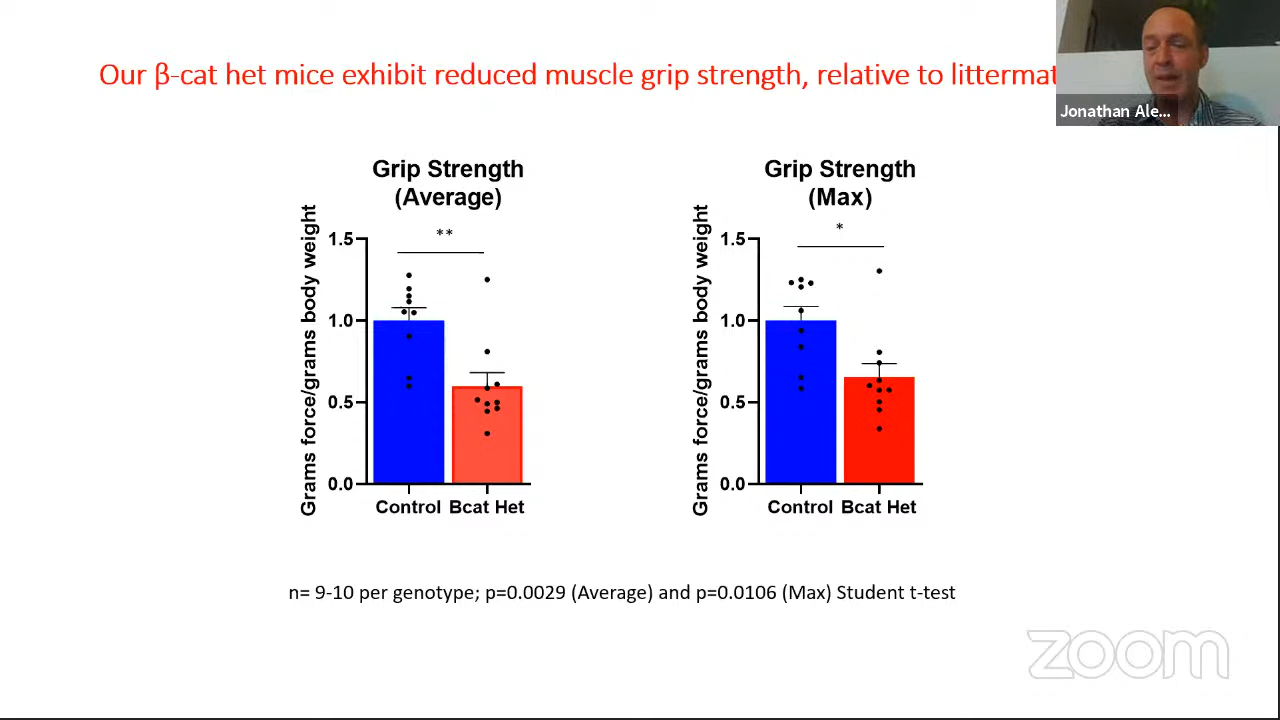 Our β-cat het mice exhibit reduced muscle grip strength, relative to
Jonathan Ale...
Grip Strength
(Average)
Grams force/grams body weight
**
1.5
1.0
0.5
0.0
Control Bcat Het
Grip Strength
(Max)
Grams force/grams body weight
*
1.5
1.0
0.5
0.0
Control Bcat Het
n= 9-10 per genotype; p=0.0029 (Average) and p=0.0106 (Max) Student t-test
zoom